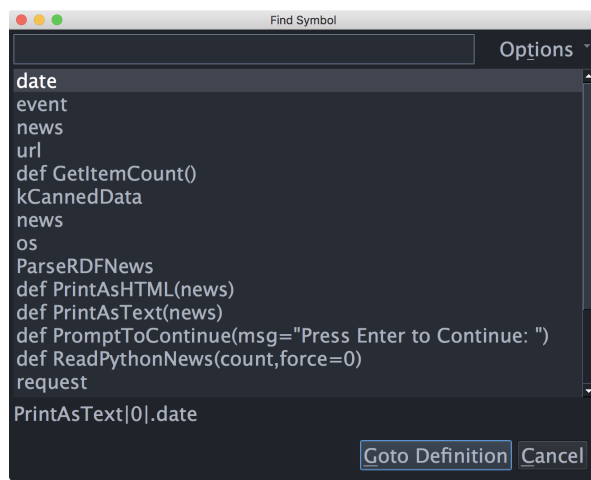 Find Symbol
Options
date
event
news
url
def GetItemCount()
kCannedData
news
os
ParseRDFNews
def PrintAsHTML(news)
def PrintAsText(news)
def PromptToContinue(msg="Press Enter to Continue: ")
def ReadPythonNews(count,force=0)
request
PrintAsText|0|.date
Goto Definition Cancel